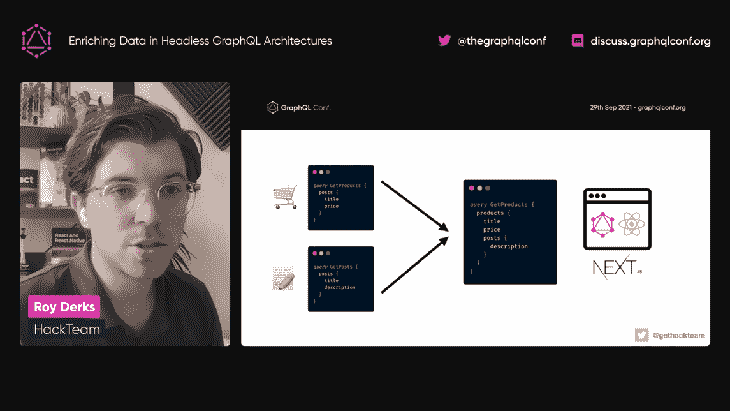 Enriching Data in Headless GraphQL Architectures
@thegraphqlconf
discuss.graphqlconf.org
GraphQL Conf.
29th Sep 2021 - graphqlconf.org
query GetProducts {
posts {
title
price
}
}
posts {
title
description
}
}
query GetProducts {
products {
title
price
posts {
description
}
}
}
NEXT.JS
Roy Derks
HackTeam
@gethackteam